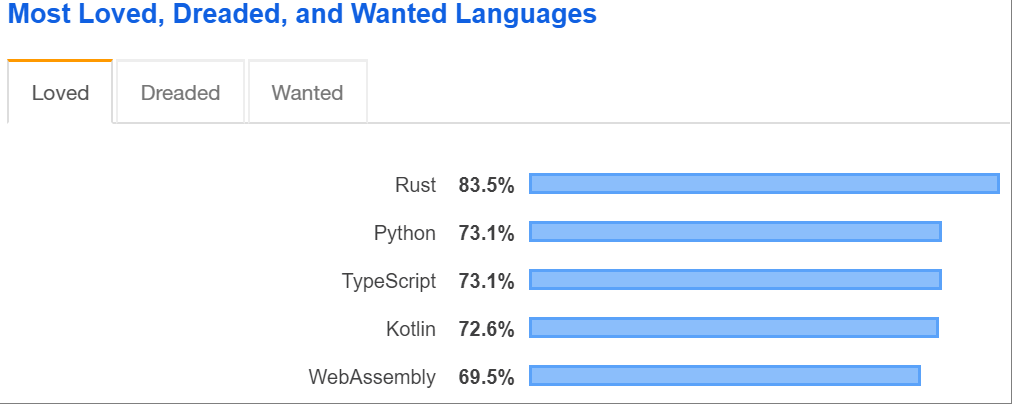 Most Loved, Dreaded, and Wanted Languages
Loved Dreaded Wanted
Rust 83.5%
Python 73.1%
TypeScript 73.1%
Kotlin 72.6%
WebAssembly 69.5%